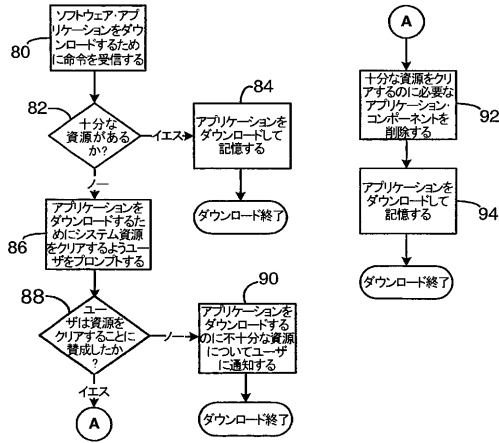 80
ソフトウェア・アプ
リケーションをダウ
ンロードするため
に命令を受信する
82
十分な
資源がある
か?
イエス
84
アプリケーションを
ダウンロードして
記憶する
ダウンロード終了
ノー
86
アプリケーションを
ダウンロードするた
めにシステム資源
をクリアするようユー
ザをプロンプトする
88
ユー
ザは資源を
クリアすることに
賛成したか
?
ノー
90
アプリケーションを
ダウンロードする
のに不十分な資源
についてユーザ
に通知する
ダウンロード終了
イエス
A
A
十分な資源をクリ
アするのに必要な
アプリケーション・
コンポーネントを
削除する
92
アプリケーションを
ダウンロードして
記憶する
94
ダウンロード終了